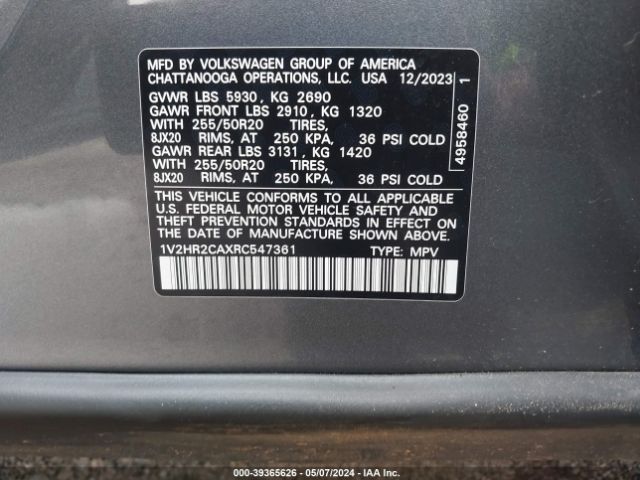 MFD BY VOLKSWAGEN GROUP OF AMERICA
CHATTANOOGA OPERATIONS, LLC. USA 12/2023
GVWR LBS 5930, KG 2690
GAWR FRONT LBS 2910, KG 1320
WITH 255/50R20 TIRES,
8JX20 RIMS, AT 250 KPA, 36 PSI COLD
GAWR REAR LBS 3131, KG 1420
WITH 255/50R20 TIRES,
8JX20 RIMS, AT 250 KPA, 36 PSI COLD
THIS VEHICLE CONFORMS TO ALL APPLICABLE
U.S. FEDERAL MOTOR VEHICLE SAFETY AND
THEFT PREVENTION STANDARDS IN EFFECT ON THE
DATE OF MANUFACTURE SHOWN ABOVE.
1V2HR2CAXRC547361 TYPE: MPV
4958460 1
000-39365626 - 05/07/2024 - IAA Inc.